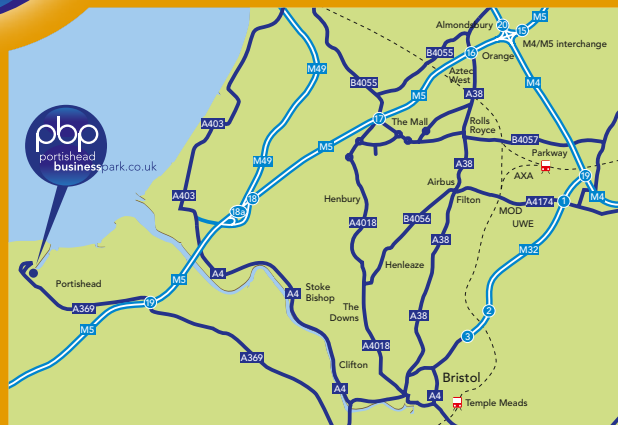 Almondsbury
20
M5
15
M4/M5 interchange
B4055
16
Orange
M49
Aztec
West
B4055
M4
M5
A38
17
The Mall
Rolls
Royce
A403
B4057
M5
pbp
portishead
businesspark.co.uk
M49
Parkway
A38
AXA
19
Airbus
A403
18
Henbury
Filton
A4174
1
M4
18a
MOD
B4056
A4018
UWE
A38
M32
Henleaze
A4
M5
Portishead
A4
Stoke
Bishop
19
A369
The
Downs
2
A38
M5
3
A4018
A369
Clifton
Bristol
A4
A4
Temple Meads